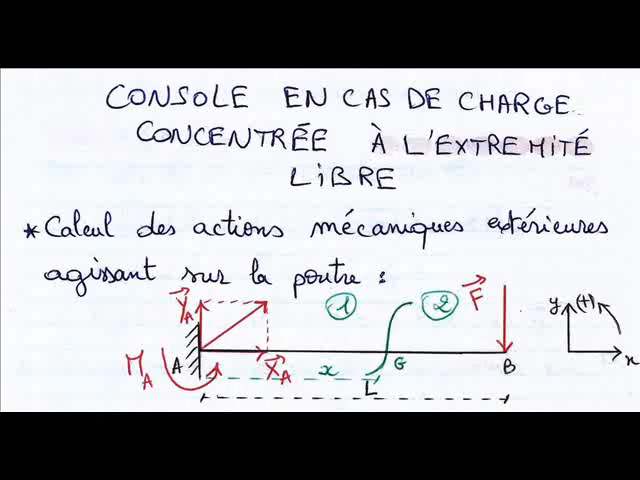 CONSOLE EN CAS DE CHARGE
CONCENTRÉE À L'EXTREMITÉ
LIBRE
* Calcul des actions mécaniques extérieures
agissant sur la poutre :
Y_A 1 2 F y (+)
M_A A X_A x G B x
L